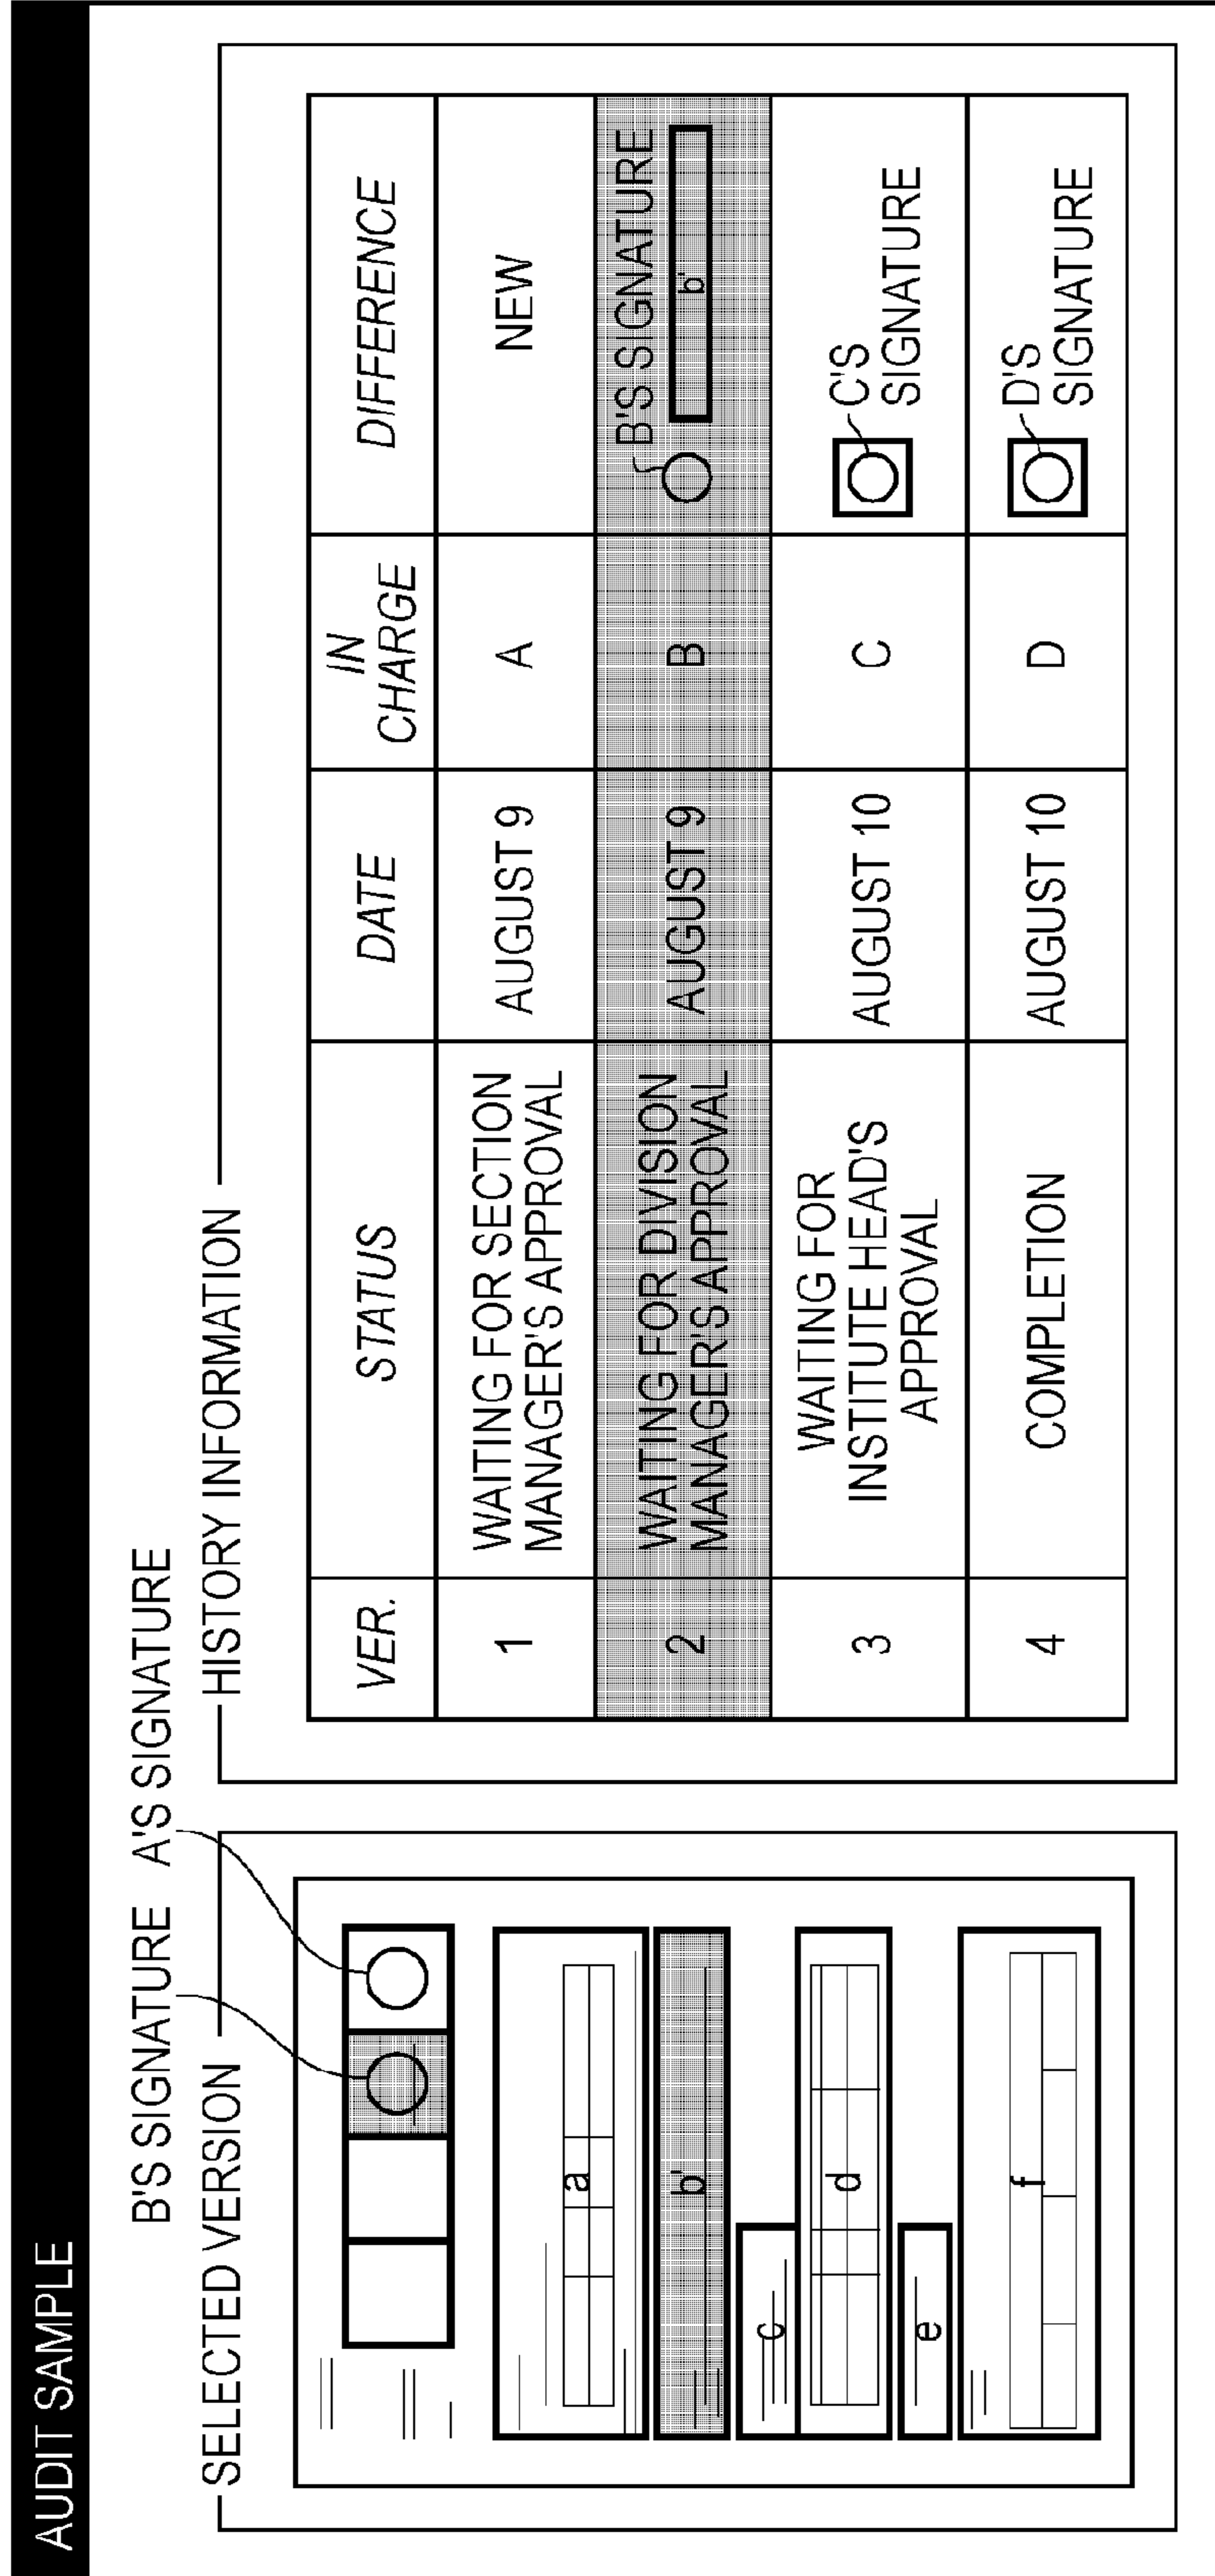 AUDIT SAMPLE
B'S SIGNATURE A'S SIGNATURE
SELECTED VERSION
a
b'
c
d
e
f
HISTORY INFORMATION
VER. STATUS DATE IN CHARGE DIFFERENCE
1 WAITING FOR SECTION MANAGER'S APPROVAL AUGUST 9 A NEW
2 WAITING FOR DIVISION MANAGER'S APPROVAL AUGUST 9 B B'S SIGNATURE b'
3 WAITING FOR INSTITUTE HEAD'S APPROVAL AUGUST 10 C C'S SIGNATURE
4 COMPLETION AUGUST 10 D D'S SIGNATURE